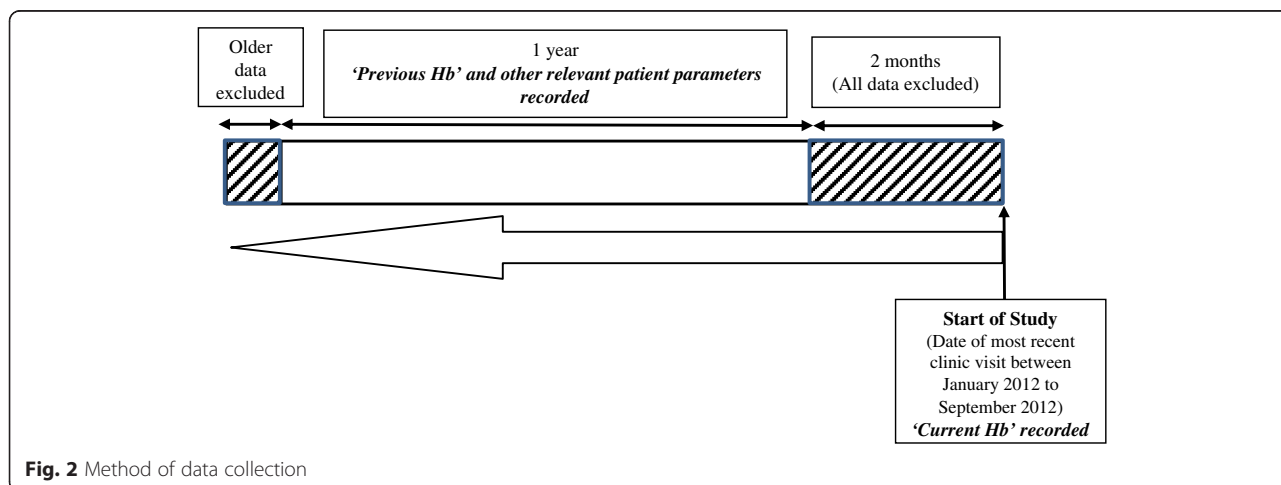 Older
data
excluded
1 year
‘Previous Hb’ and other relevant patient parameters
recorded
2 months
(All data excluded)
Start of Study
(Date of most recent
clinic visit between
January 2012 to
September 2012)
‘Current Hb’ recorded
Fig. 2 Method of data collection